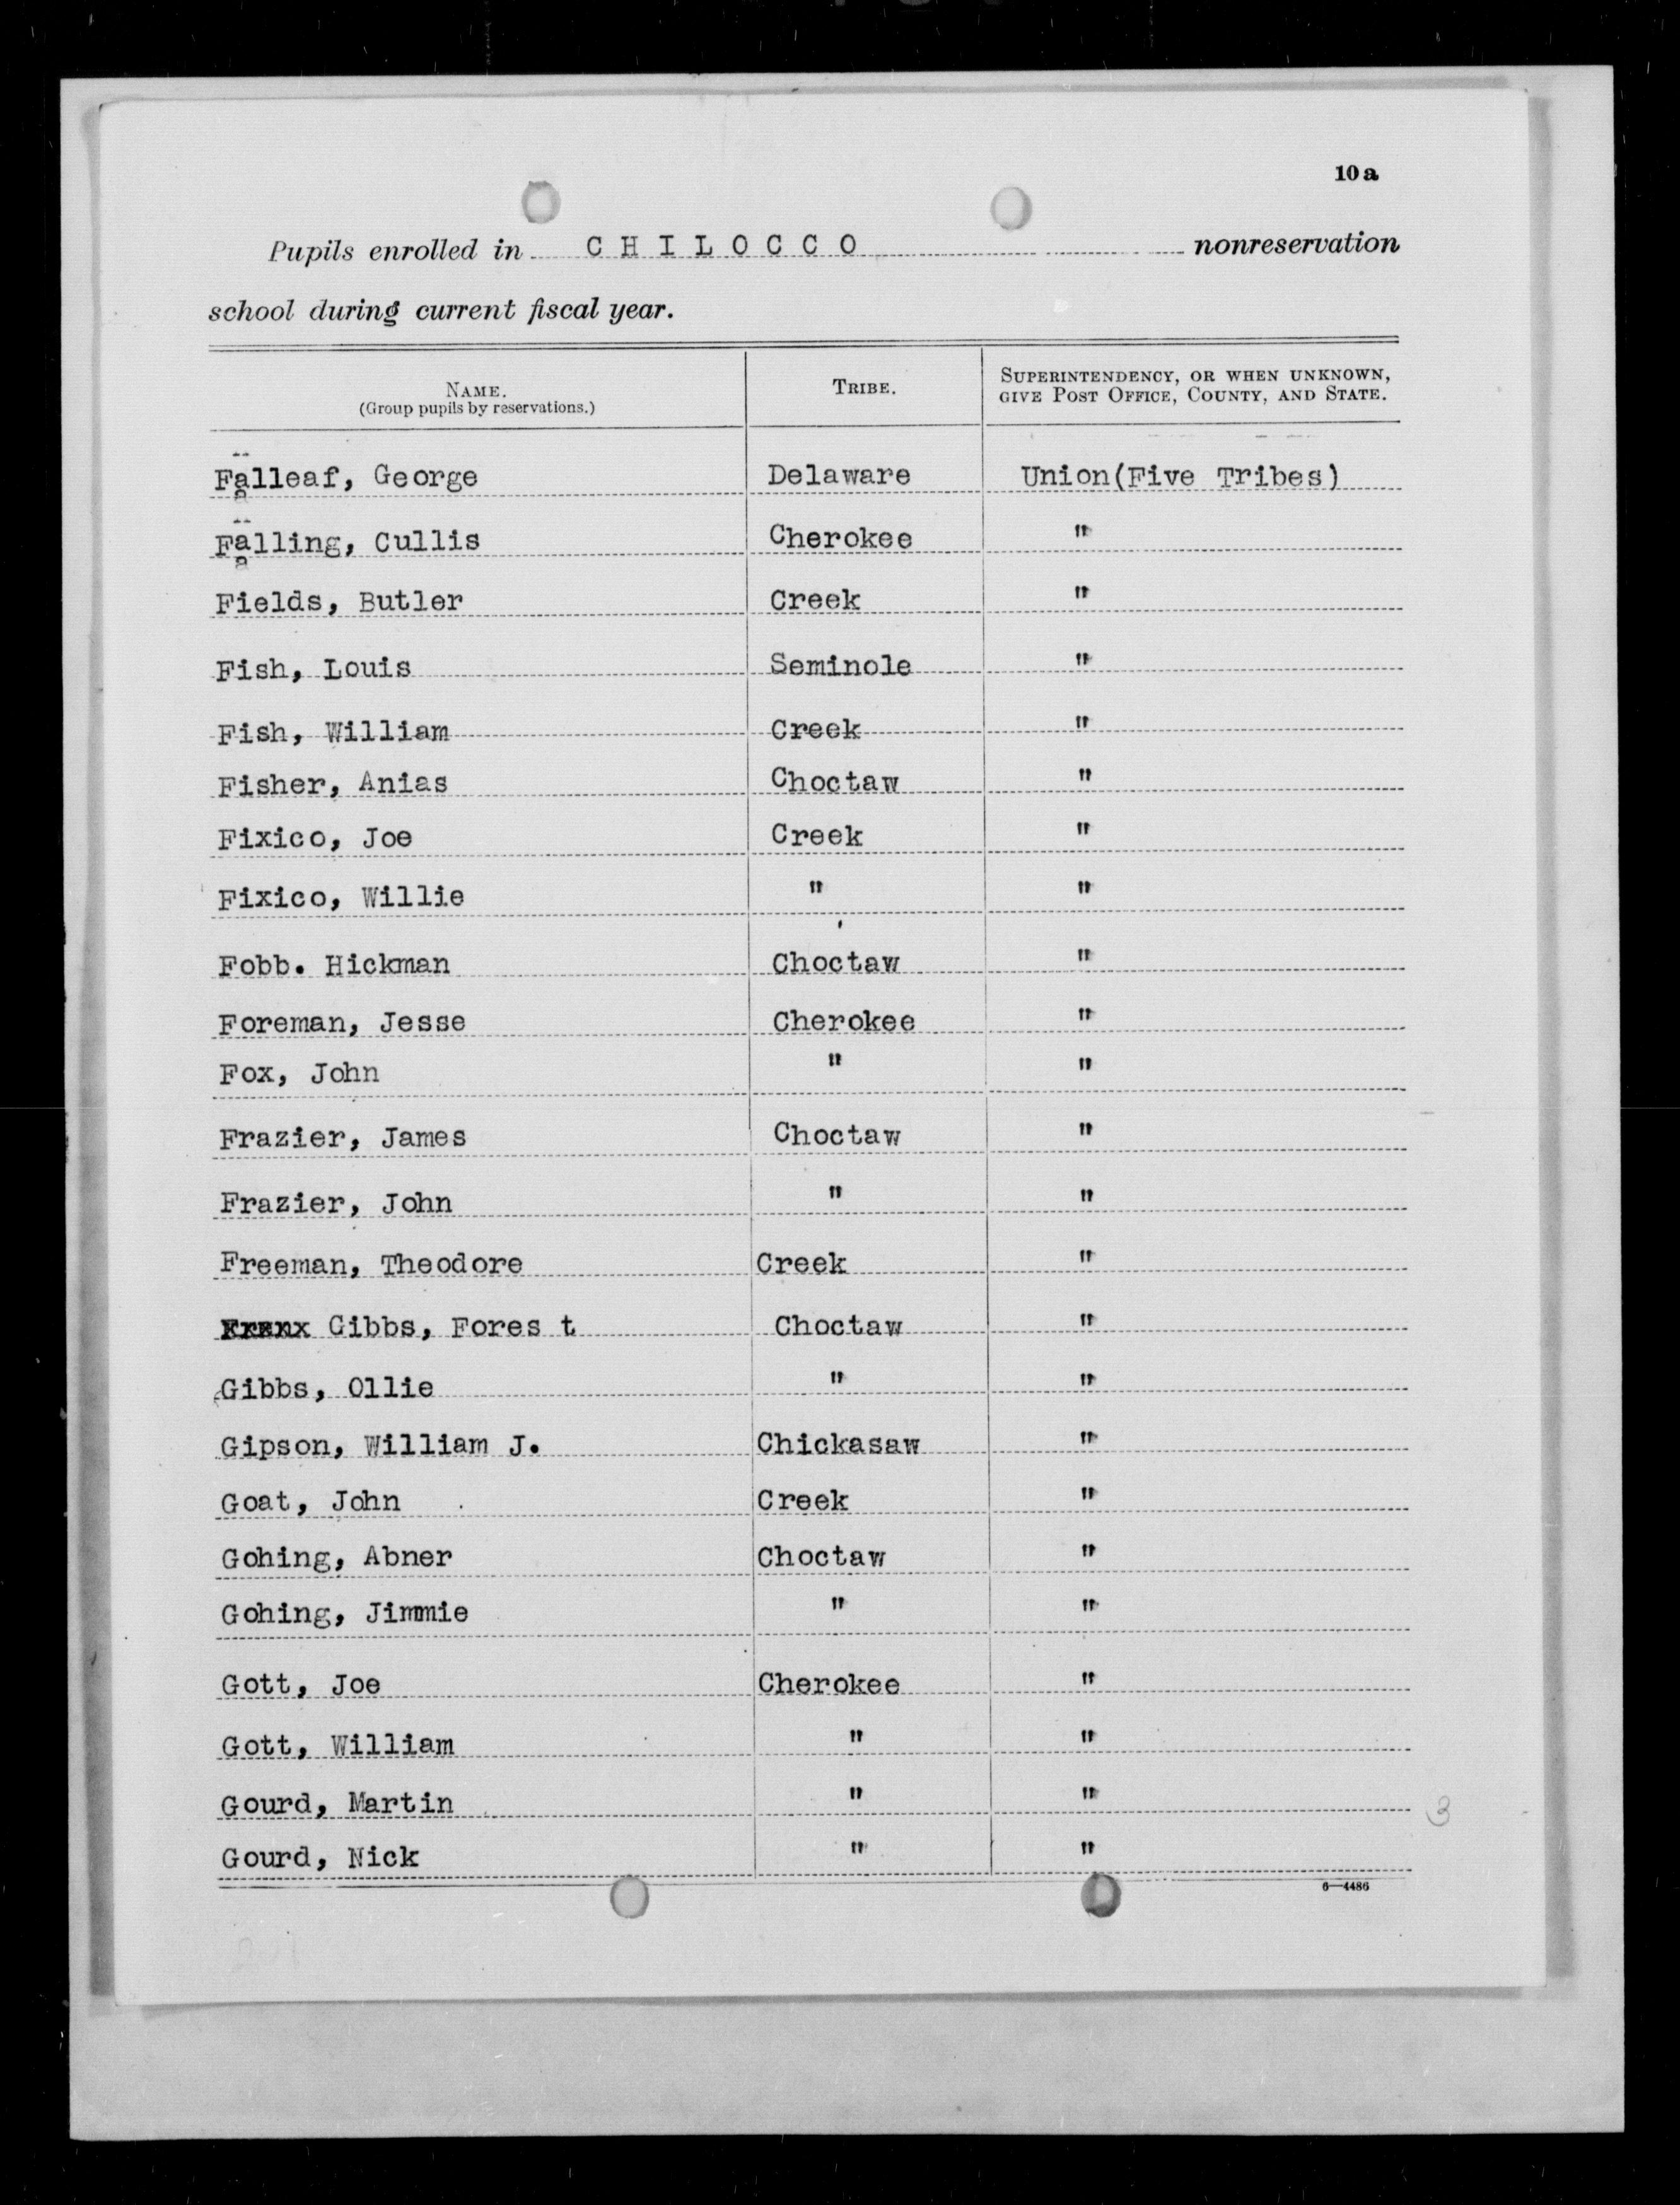 10a
Pupils enrolled in CHILOCCO nonreservation
school during current fiscal year.
NAME. TRIBE. SUPERINTENDENCY, OR WHEN UNKNOWN,
(Group pupils by reservations.) GIVE POST OFFICE, COUNTY, AND STATE.
Falleaf, George Delaware Union(Five Tribes)
Falling, Cullis Cherokee "
Fields, Butler Creek "
Fish, Louis Seminole "
Fish, William Creek "
Fisher, Anias Choctaw "
Fixico, Joe Creek "
Fixico, Willie " "
Fobb. Hickman Choctaw "
Foreman, Jesse Cherokee "
Fox, John " "
Frazier, James Choctaw "
Frazier, John " "
Freeman, Theodore Creek "
Gibbs, Fores t Choctaw "
Gibbs, Ollie " "
Gipson, William J. Chickasaw "
Goat, John Creek "
Gohing, Abner Choctaw "
Gohing, Jimmie " "
Gott, Joe Cherokee "
Gott, William " "
Gourd, Martin " " 3
Gourd, Nick " "
6—4486